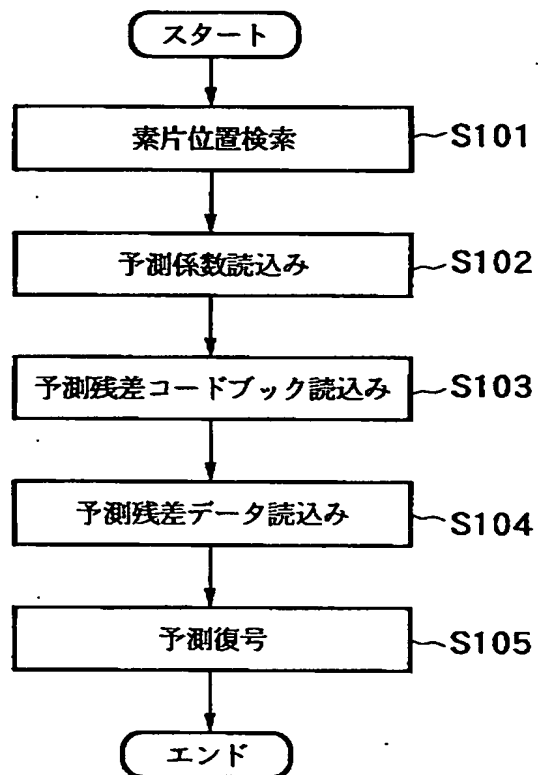 スタート
素片位置検索 S101
予測係数読込み S102
予測残差コードブック読込み S103
予測残差データ読込み S104
予測復号 S105
エンド